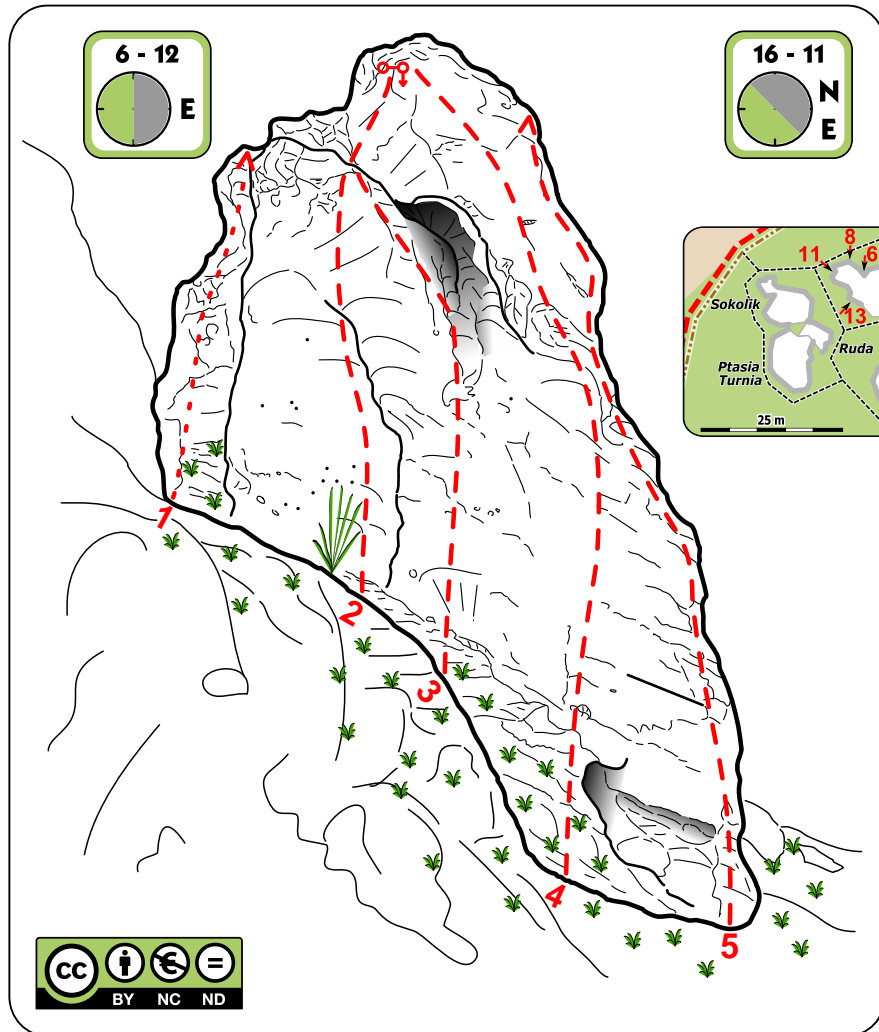 6 - 12
E
16 - 11
N
E
8
11
6
13
Sokolik
Ruda
Ptasia
Turnia
25 m
1
2
3
4
5
cc
BY NC ND